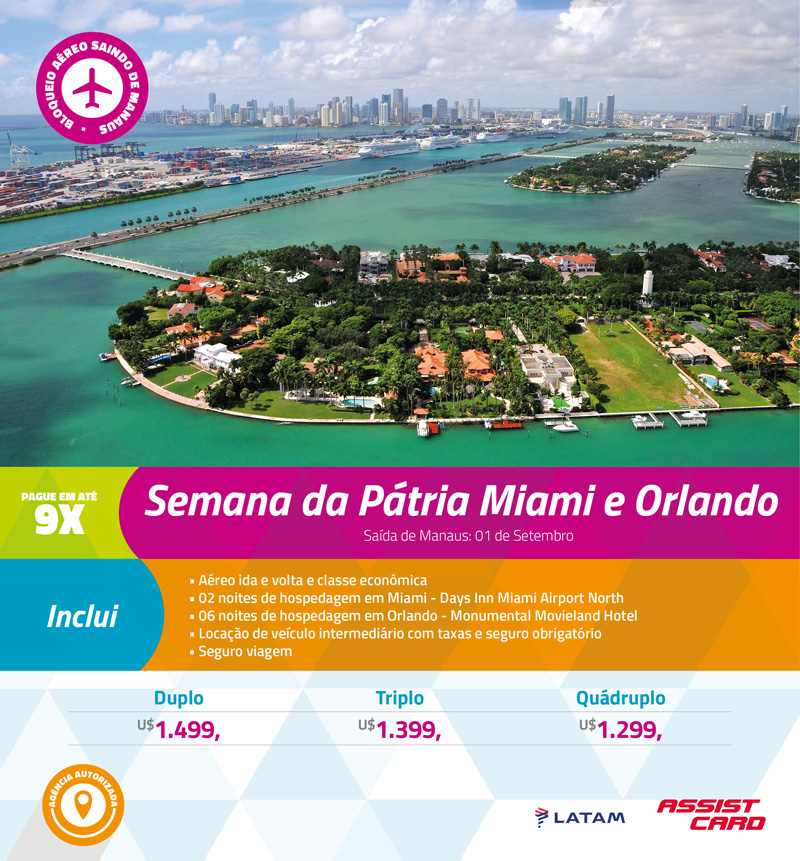 BLOQUEIO AÉREO SAINDO DE MANAUS •
PAGUE EM ATÉ
9X
Semana da Pátria Miami e Orlando
Saída de Manaus: 01 de Setembro
Inclui
• Aéreo ida e volta e classe econômica
• 02 noites de hospedagem em Miami - Days Inn Miami Airport North
• 06 noites de hospedagem em Orlando - Monumental Movieland Hotel
• Locação de veículo intermediário com taxas e seguro obrigatório
• Seguro viagem
Duplo Triplo Quádruplo
U$1.499, U$1.399, U$1.299,
AGÊNCIA AUTORIZADA
LATAM
ASSIST
CARD